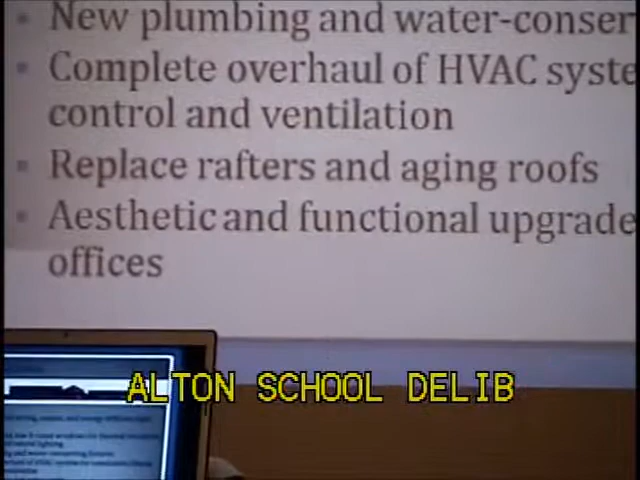 • New plumbing and water-conser
• Complete overhaul of HVAC syste
control and ventilation
• Replace rafters and aging roofs
• Aesthetic and functional upgrade
offices
ALTON SCHOOL DELIB